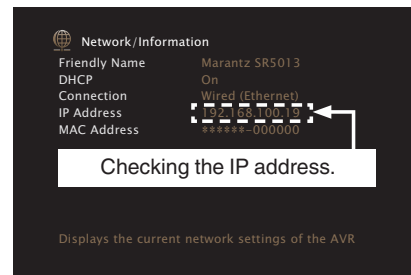 Network/Information
Friendly Name Marantz SR5013
DHCP On
Connection Wired (Ethernet)
IP Address 192.168.100.19
MAC Address ******-000000
Checking the IP address.
Displays the current network settings of the AVR